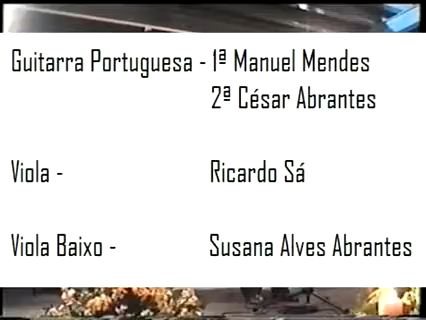 Guitarra Portuguesa - 1ª Manuel Mendes
2ª César Abrantes
Viola - Ricardo Sá
Viola Baixo - Susana Alves Abrantes